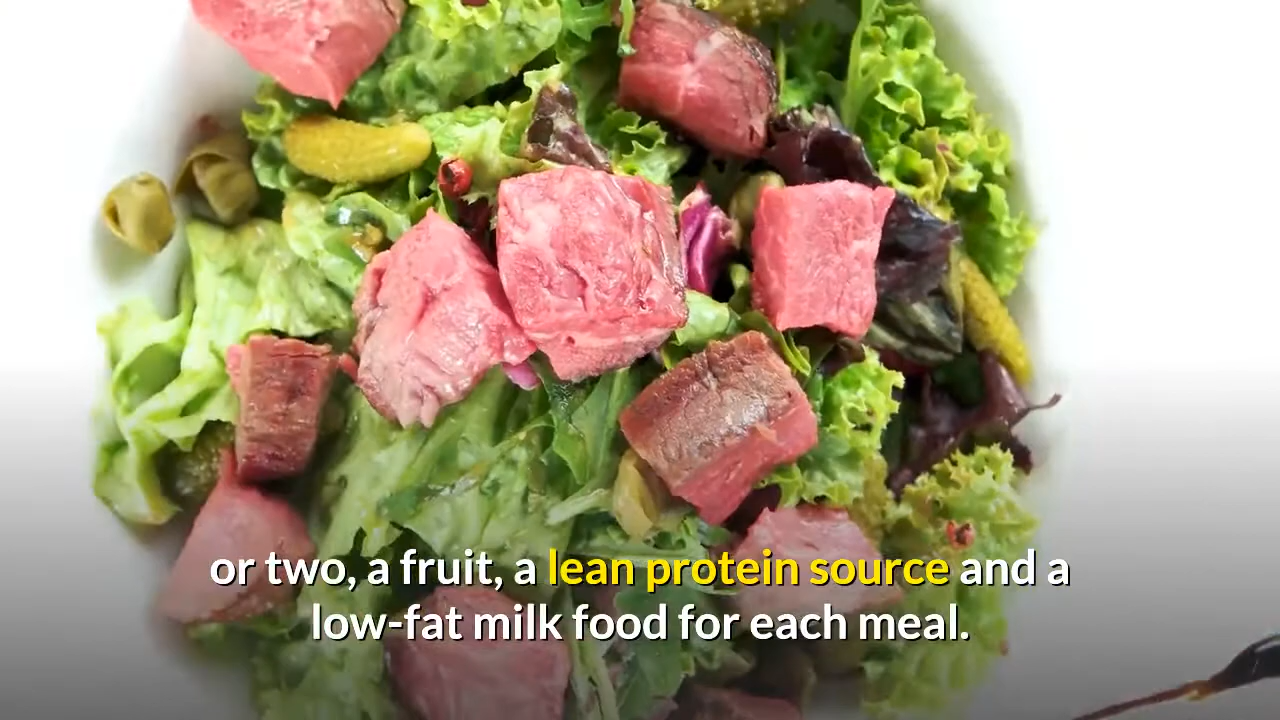 or two, a fruit, a lean protein source and a
low-fat milk food for each meal.